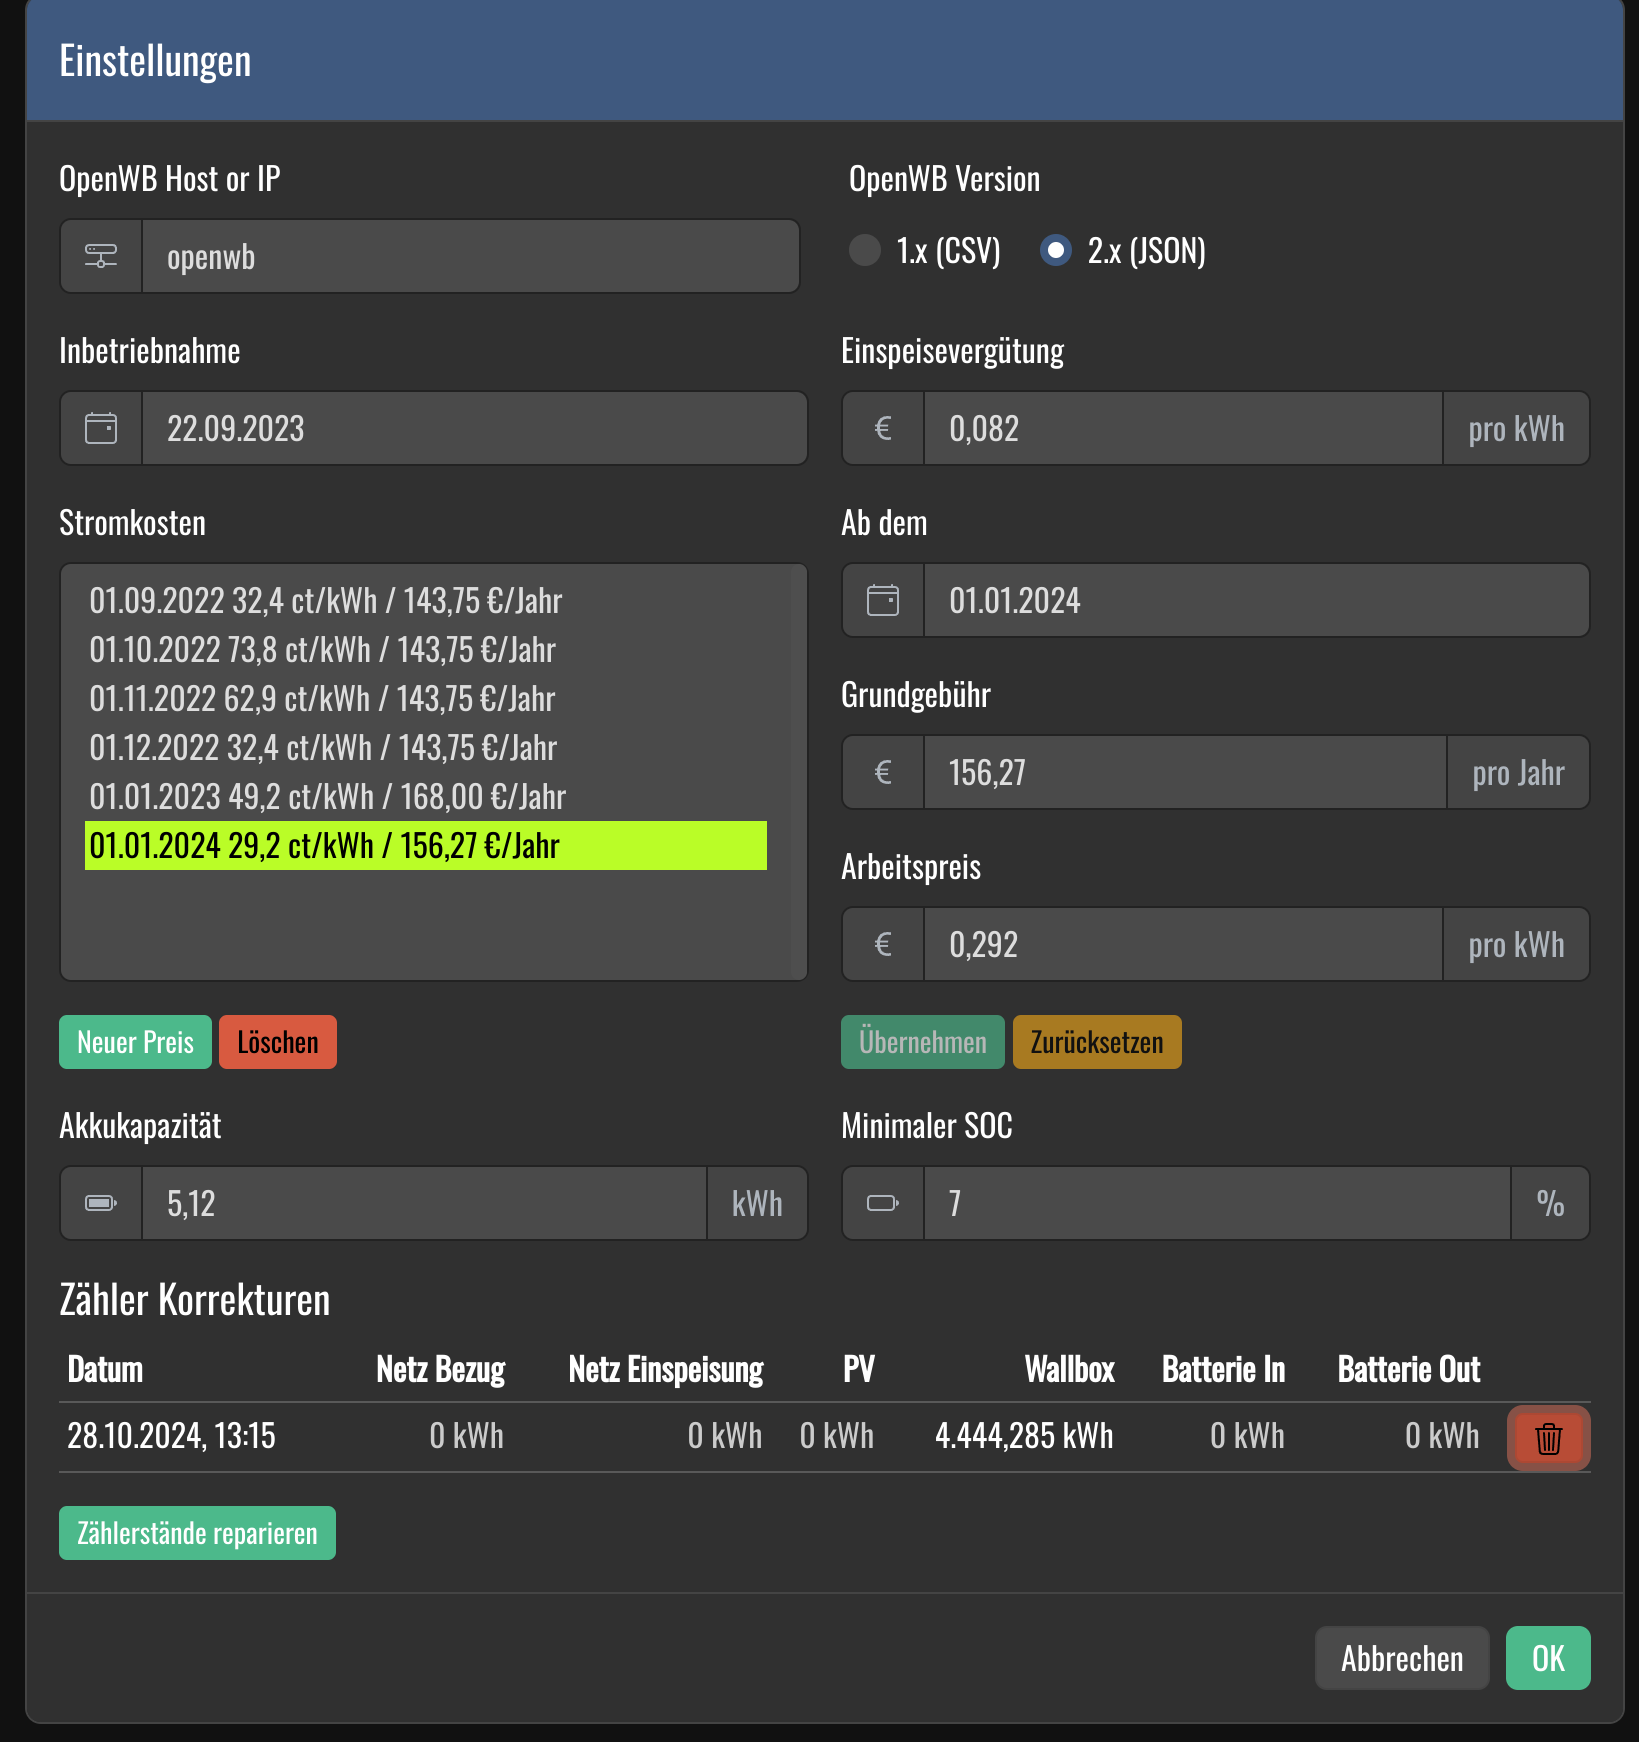 Einstellungen
OpenWB Host or IP
OpenWB Version
openwb
1.x (CSV)
2.x (JSON)
Inbetriebnahme
Einspeisevergütung
22.09.2023
€ 0,082 pro kWh
Stromkosten
Ab dem
01.09.2022 32,4 ct/kWh / 143,75 €/Jahr
01.10.2022 73,8 ct/kWh / 143,75 €/Jahr
01.11.2022 62,9 ct/kWh / 143,75 €/Jahr
01.12.2022 32,4 ct/kWh / 143,75 €/Jahr
01.01.2023 49,2 ct/kWh / 168,00 €/Jahr
01.01.2024 29,2 ct/kWh / 156,27 €/Jahr
01.01.2024
Grundgebühr
€ 156,27 pro Jahr
Arbeitspreis
€ 0,292 pro kWh
Neuer Preis
Löschen
Übernehmen
Zurücksetzen
Akkukapazität
Minimaler SOC
5,12 kWh
7 %
Zähler Korrekturen
Datum Netz Bezug Netz Einspeisung PV Wallbox Batterie In Batterie Out
28.10.2024, 13:15 0 kWh 0 kWh 0 kWh 4.444,285 kWh 0 kWh 0 kWh
Zählerstände reparieren
Abbrechen
OK